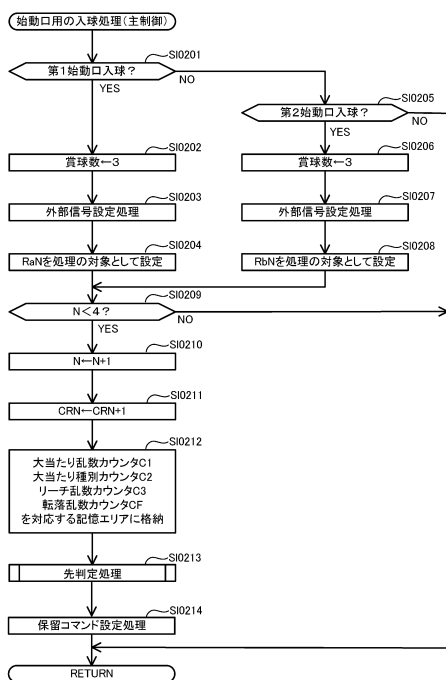 始動口用の入球処理(主制御)
SI0201
第1始動口入球?
NO
YES
SI0205
第2始動口入球?
NO
YES
SI0202
賞球数←3
SI0206
賞球数←3
SI0203
外部信号設定処理
SI0207
外部信号設定処理
SI0204
RaNを処理の対象として設定
SI0208
RbNを処理の対象として設定
SI0209
N<4?
NO
YES
SI0210
N←N+1
SI0211
CRN←CRN+1
SI0212
大当たり乱数カウンタC1
大当たり種別カウンタC2
リーチ乱数カウンタC3
転落乱数カウンタCF
を対応する記憶エリアに格納
SI0213
先判定処理
SI0214
保留コマンド設定処理
RETURN